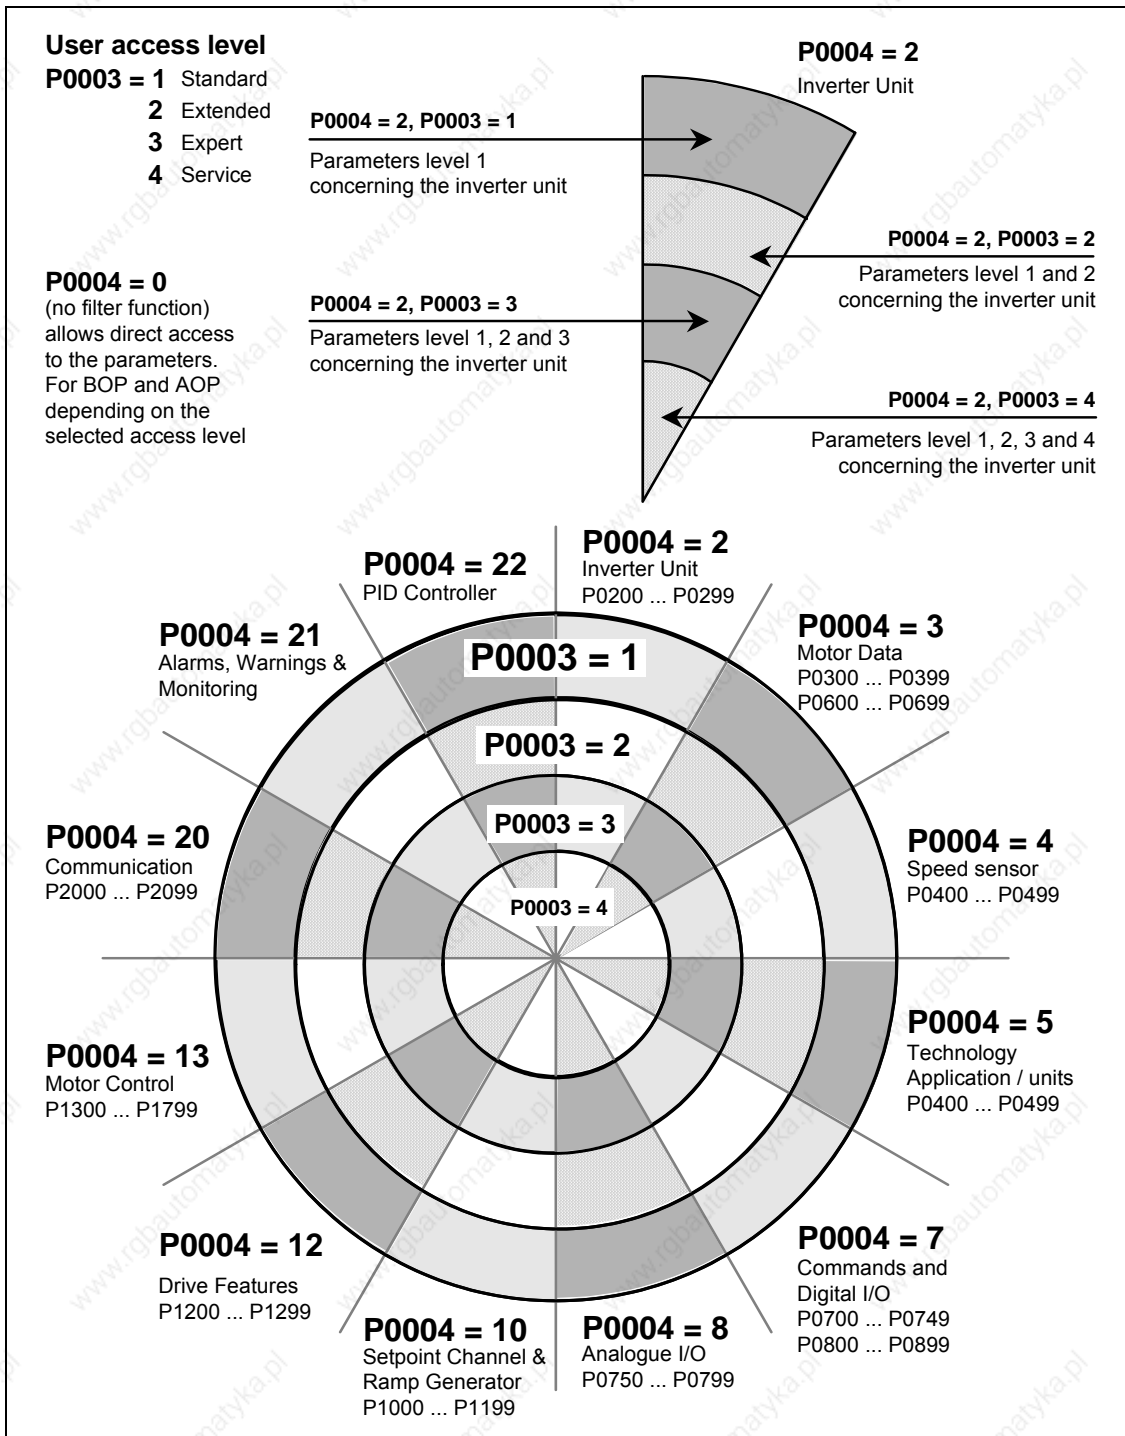 User access level
P0003 = 1 Standard
2 Extended
3 Expert
4 Service
P0004 = 0
(no filter function)
allows direct access
to the parameters.
For BOP and AOP
depending on the
selected access level
P0004 = 2
Inverter Unit
P0004 = 2, P0003 = 1
Parameters level 1
concerning the inverter unit
P0004 = 2, P0003 = 2
Parameters level 1 and 2
concerning the inverter unit
P0004 = 2, P0003 = 3
Parameters level 1, 2 and 3
concerning the inverter unit
P0004 = 2, P0003 = 4
Parameters level 1, 2, 3 and 4
concerning the inverter unit
P0004 = 2
Inverter Unit
P0200 ... P0299
P0004 = 3
Motor Data
P0300 ... P0399
P0600 ... P0699
P0004 = 4
Speed sensor
P0400 ... P0499
P0004 = 5
Technology
Application / units
P0400 ... P0499
P0004 = 7
Commands and
Digital I/O
P0700 ... P0749
P0800 ... P0899
P0004 = 8
Analogue I/O
P0750 ... P0799
P0004 = 10
Setpoint Channel &
Ramp Generator
P1000 ... P1199
P0004 = 12
Drive Features
P1200 ... P1299
P0004 = 13
Motor Control
P1300 ... P1799
P0004 = 20
Communication
P2000 ... P2099
P0004 = 21
Alarms, Warnings &
Monitoring
P0004 = 22
PID Controller
P0003 = 1
P0003 = 2
P0003 = 3
P0003 = 4
www.rgbautomatyka.pl